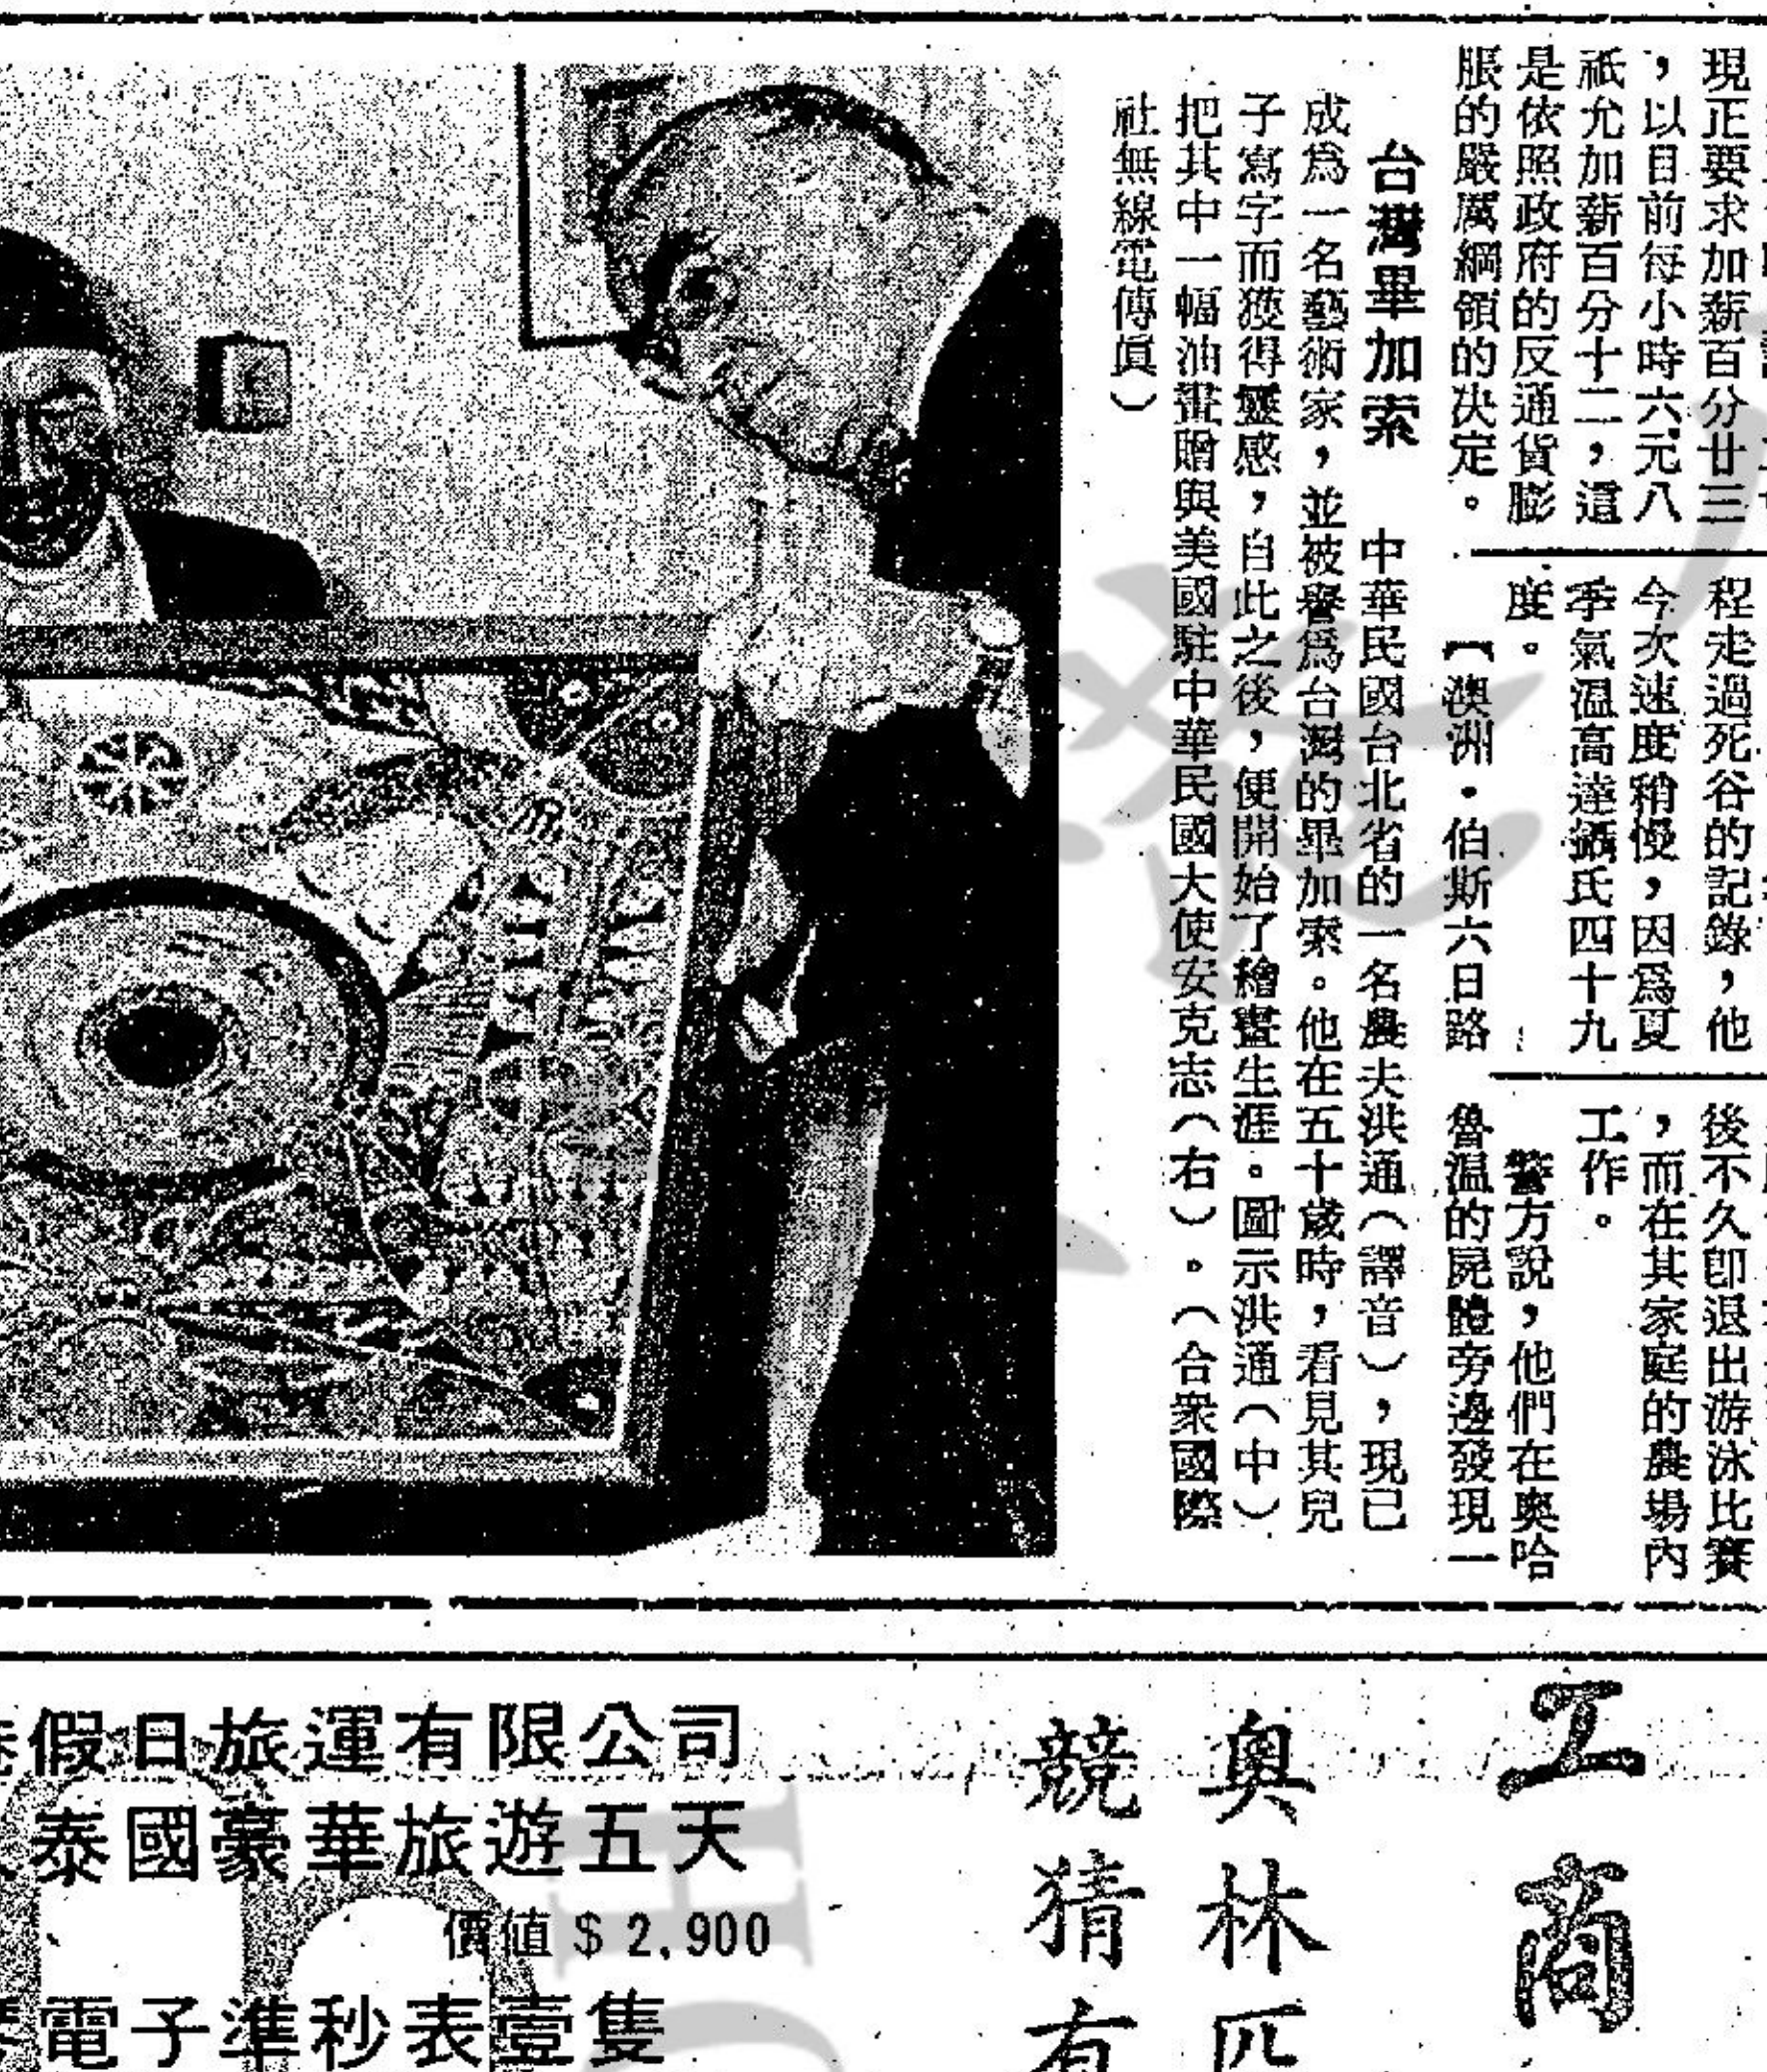 現正要求加薪百分廿三
，以目前每小時六元八
祇允加薪百分十二，這
是依照政府的反通貨膨
脹的嚴厲綱領的决定。
程走過死谷的記錄，他
今次速度稍慢，因爲夏
季氣溫高達攝氏四十九
度。
【澳洲·伯斯六日路
後不久即退出游泳比賽
，而在其家庭的農場內
工作。
警方說，他們在奧哈
魯溫的屍體旁邊發現一
台灣畢加索　中華民國台北省的一名農夫洪通（譯音），現已
成爲一名藝術家，並被譽爲台灣的畢加索。他在五十歲時，看見其兒
子寫字而獲得靈感，自此之後，便開始了繪畫生涯。圖示洪通（中）
把其中一幅油畫贈與美國駐中華民國大使安克志（右）。（合衆國際
社無線電傳眞）
工商
奧林匹
競猜有
假日旅運有限公司
泰國豪華旅遊五天
價值＄2,900
電子準秒表壹隻